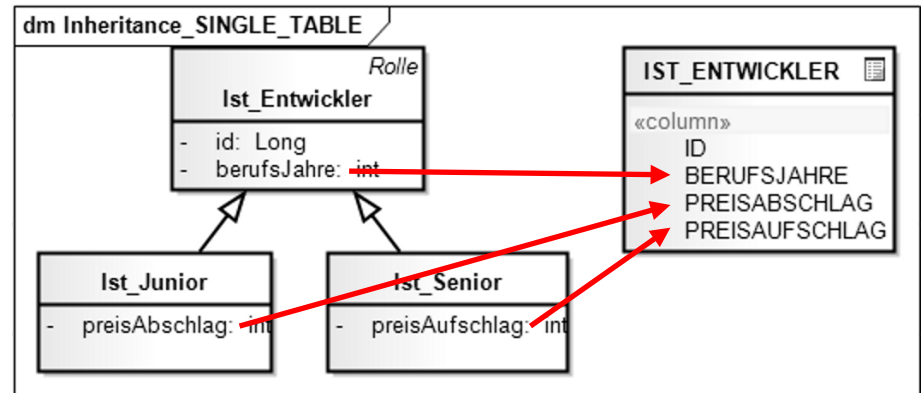 dm Inheritance_SINGLE_TABLE
Rolle
Ist_Entwickler
- id: Long
- berufsJahre: int
Ist_Junior
- preisAbschlag: int
Ist_Senior
- preisAufschlag: int
IST_ENTWICKLER
«column»
ID
BERUFSJAHRE
PREISABSCHLAG
PREISAUFSCHLAG